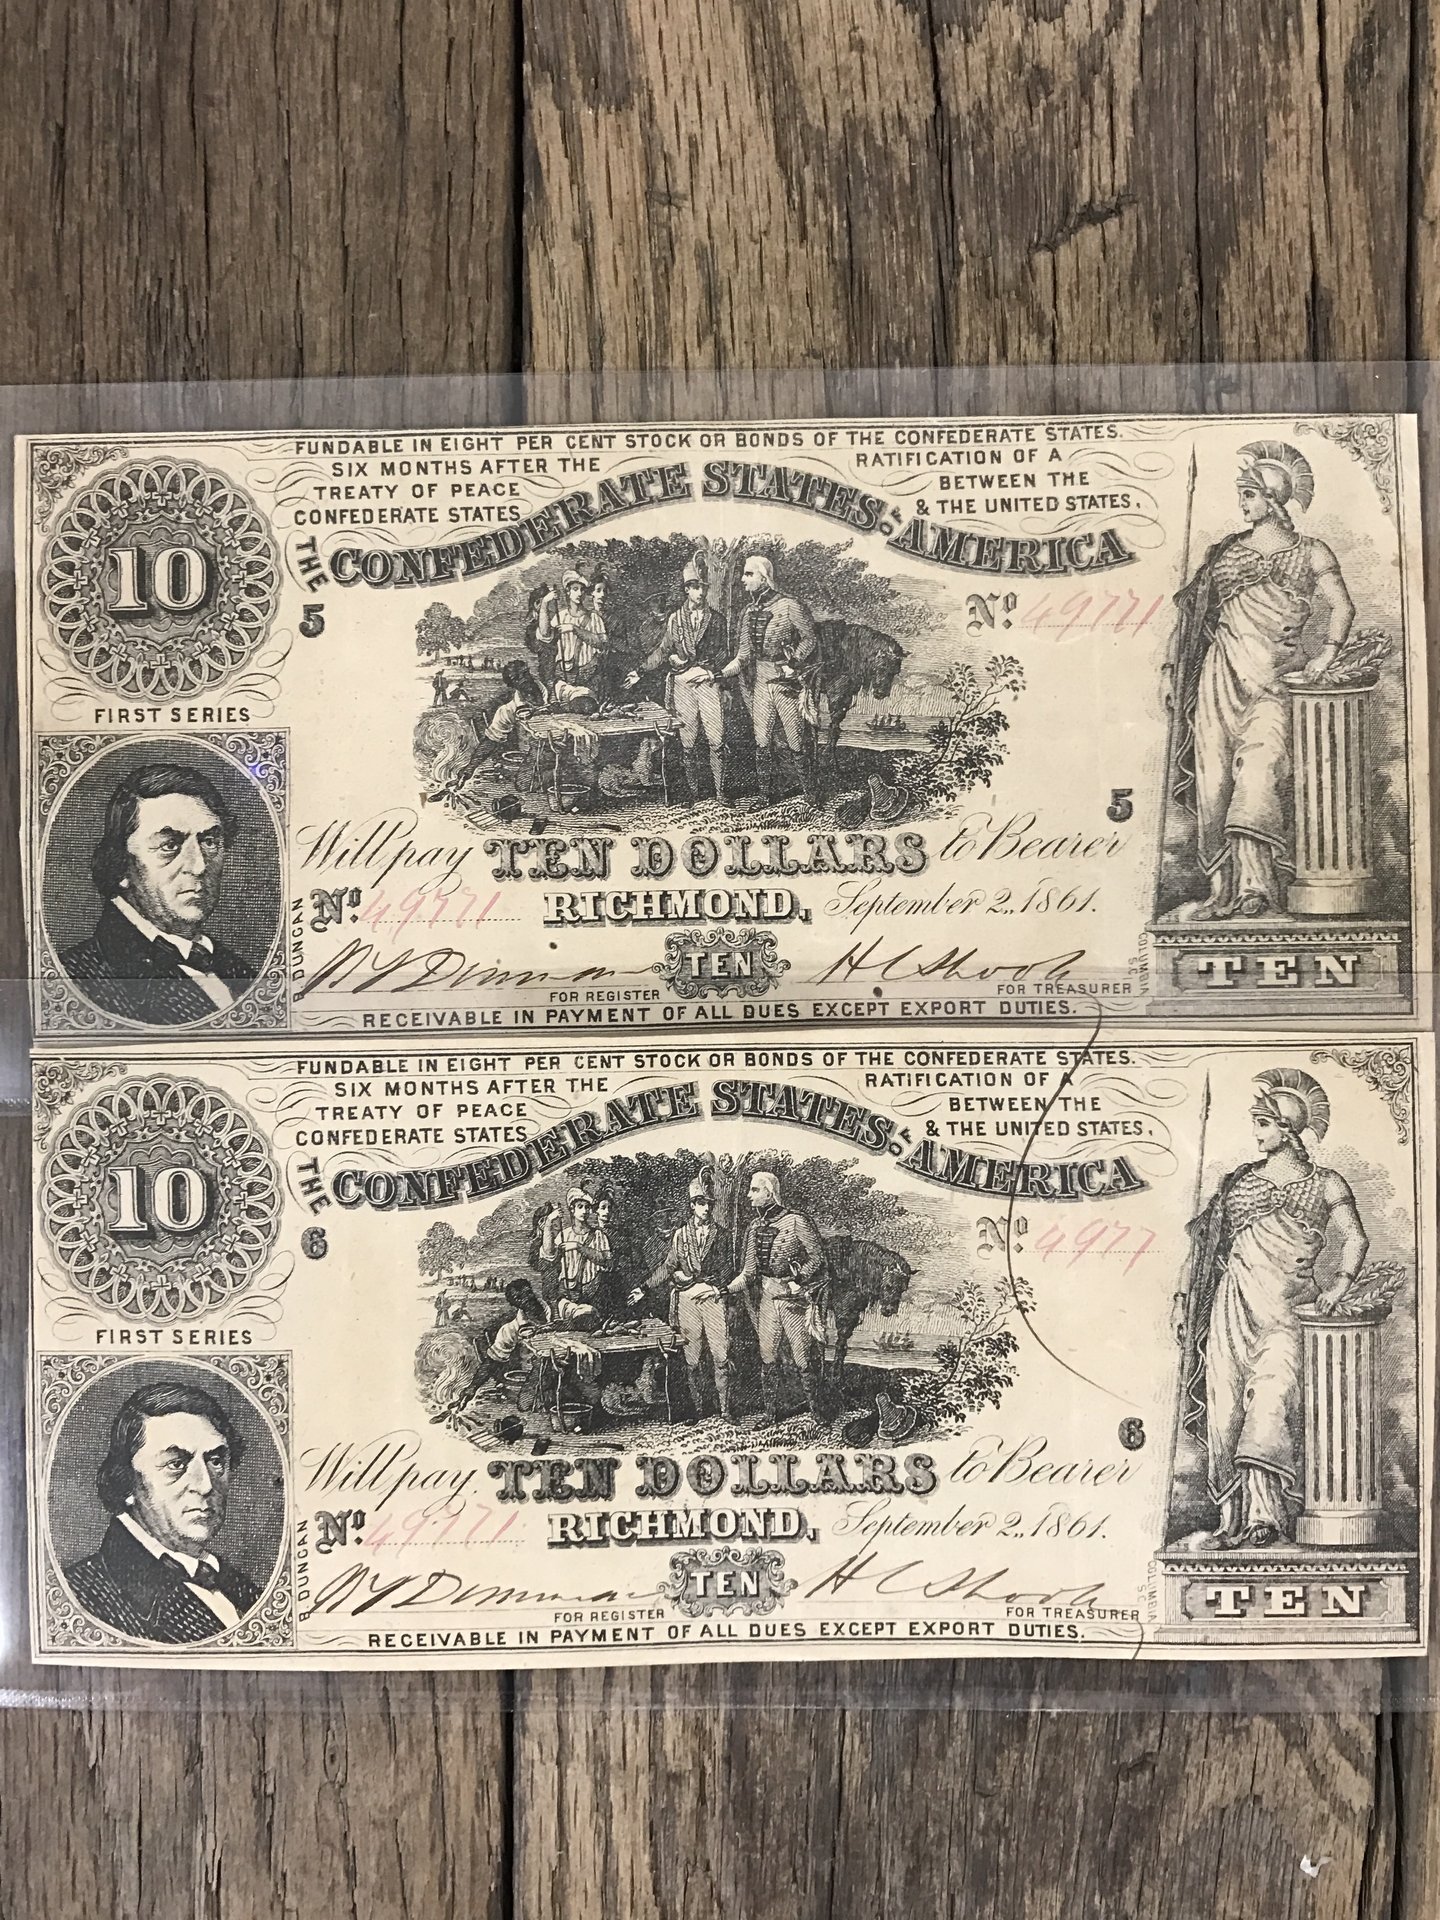 FUNDABLE IN EIGHT PER CENT STOCK OR BONDS OF THE CONFEDERATE STATES.
SIX MONTHS AFTER THE RATIFICATION OF A
TREATY OF PEACE BETWEEN THE
CONFEDERATE STATES & THE UNITED STATES,
THE CONFEDERATE STATES OF AMERICA
10
5
No. 49771
FIRST SERIES
5
Will pay TEN DOLLARS to Bearer
No. 49771 RICHMOND, September 2., 1861.
B DUNCAN
COLUMBIA S.C.
TEN
TEN
H C
FOR REGISTER
FOR TREASURER
RECEIVABLE IN PAYMENT OF ALL DUES EXCEPT EXPORT DUTIES.
FUNDABLE IN EIGHT PER CENT STOCK OR BONDS OF THE CONFEDERATE STATES.
SIX MONTHS AFTER THE RATIFICATION OF A
TREATY OF PEACE BETWEEN THE
CONFEDERATE STATES & THE UNITED STATES,
THE CONFEDERATE STATES OF AMERICA
10
6
No. 4977
FIRST SERIES
6
Will pay TEN DOLLARS to Bearer
No. 49771 RICHMOND, September 2., 1861.
B DUNCAN
COLUMBIA S.C.
TEN
TEN
H C
FOR REGISTER
FOR TREASURER
RECEIVABLE IN PAYMENT OF ALL DUES EXCEPT EXPORT DUTIES.